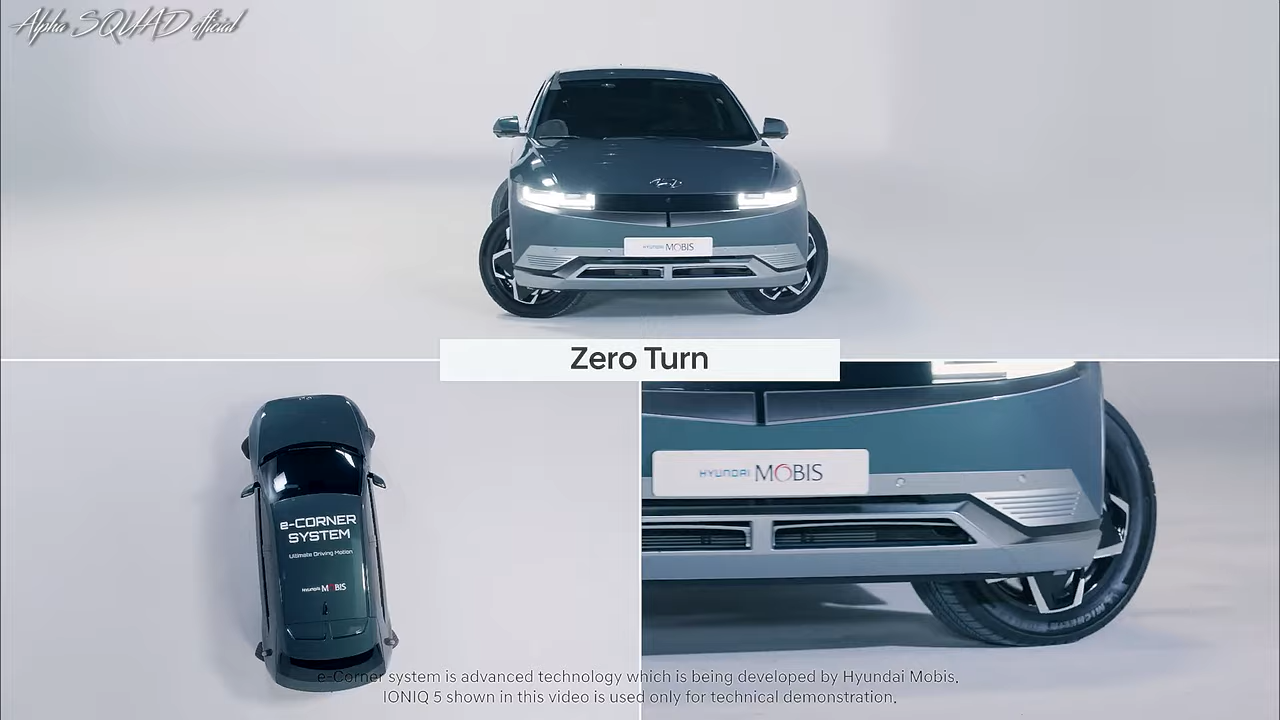 Alpha SQUAD official
HYUNDAI MOBIS
Zero Turn
HYUNDAI MOBIS
e-CORNER
SYSTEM
Ultimate Driving Motion
HYUNDAI MOBIS
e-Corner system is advanced technology which is being developed by Hyundai Mobis.
IONIQ 5 shown in this video is used only for technical demonstration.